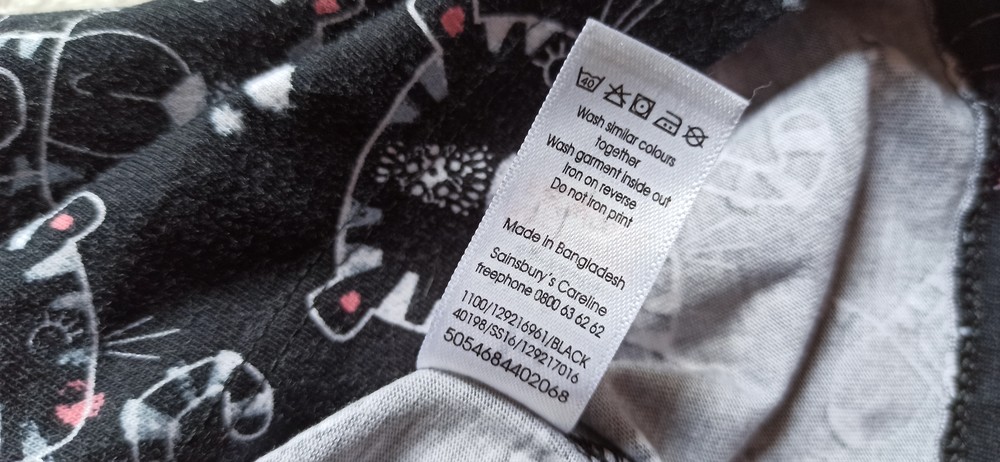 40
Wash similar colours
together
Wash garment inside out
Iron on reverse
Do not iron print
Made in Bangladesh
Sainsbury's Careline
freephone 0800 63 62 62
1100/129216961/BLACK
40198/SS16/129217016
5054684402068